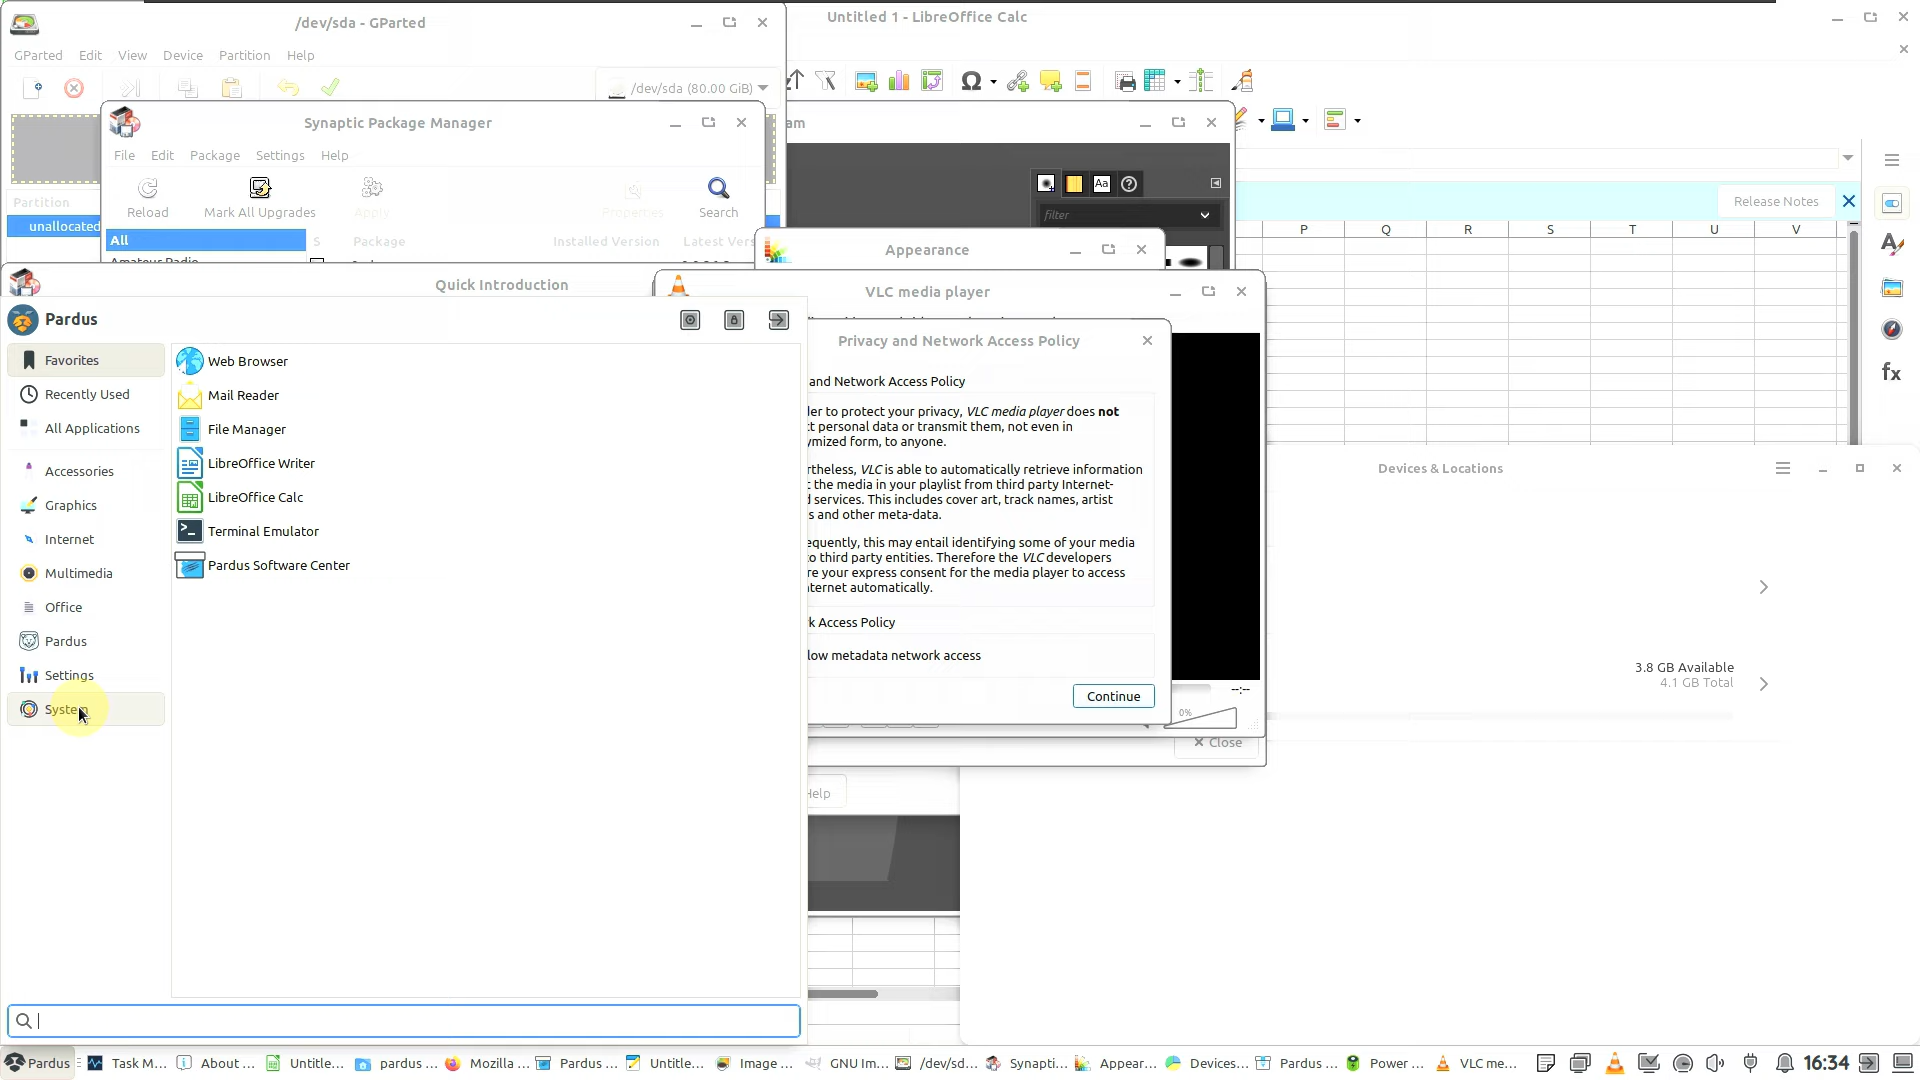 /dev/sda - GParted
Untitled 1 - LibreOffice Calc
GParted Edit View Device Partition Help
/dev/sda (80.00 GiB)
Synaptic Package Manager
am
File Edit Package Settings Help
Reload Mark All Upgrades Apply Properties Search
Aa
filter
Partition
unallocated
Release Notes
All S Package Installed Version Latest Vers
P Q R S T U V
Appearance
Quick Introduction
VLC media player
Pardus
Privacy and Network Access Policy
Favorites
Recently Used
All Applications
Accessories
Graphics
Internet
Multimedia
Office
Pardus
Settings
System
Web Browser
Mail Reader
File Manager
LibreOffice Writer
LibreOffice Calc
Terminal Emulator
Pardus Software Center
and Network Access Policy
der to protect your privacy, VLC media player does not
t personal data or transmit them, not even in
ymized form, to anyone.
rtheless, VLC is able to automatically retrieve information
t the media in your playlist from third party Internet-
d services. This includes cover art, track names, artist
s and other meta-data.
equently, this may entail identifying some of your media
o third party entities. Therefore the VLC developers
re your express consent for the media player to access
ternet automatically.
k Access Policy
low metadata network access
Continue
--:--
0%
Close
Help
Devices & Locations
3.8 GB Available
4.1 GB Total
fx
Pardus Task M... About ... Untitle... pardus ... Mozilla ... Pardus ... Untitle... Image ... GNU Im... /dev/sd... Synapti... Appear... Devices... Pardus ... Power ... VLC me... 16:34